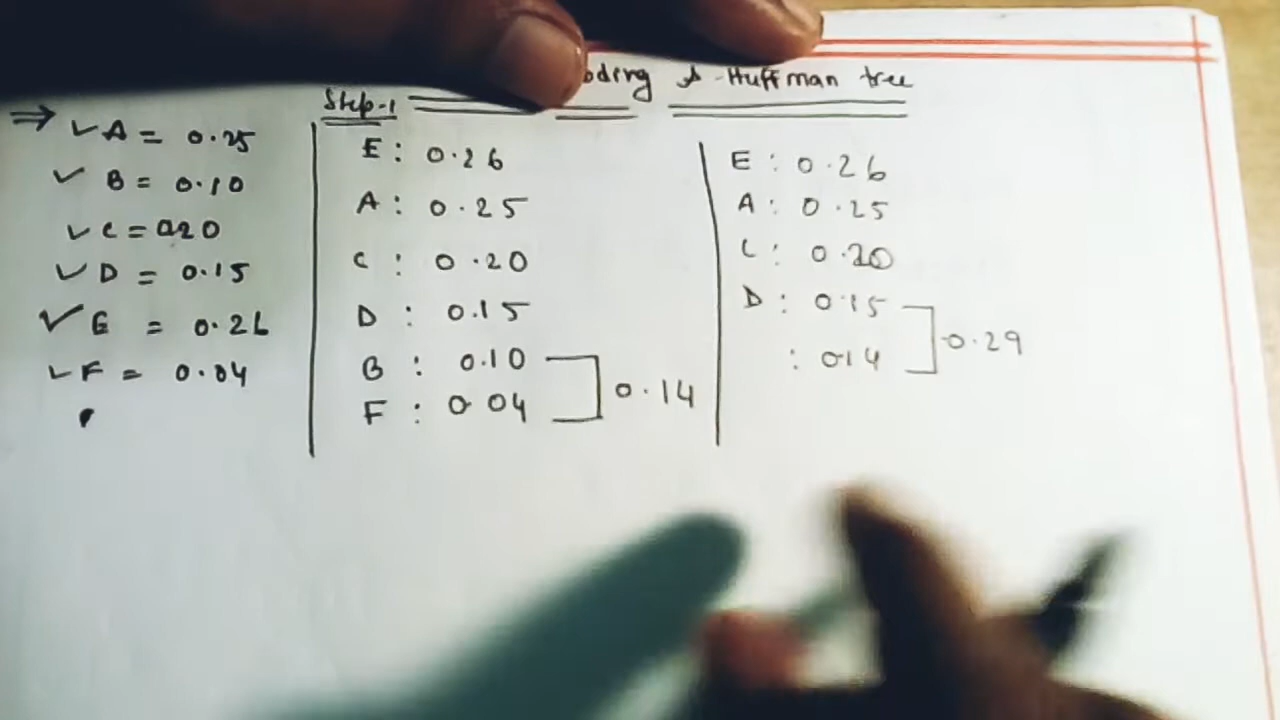 oding & Huffman tree
Step-1
⇒ ✓ A = 0.25
✓ B = 0.10
✓ C = 0.20
✓ D = 0.15
✓ E = 0.26
✓ F = 0.04
E : 0.26
A : 0.25
C : 0.20
D : 0.15
B : 0.10
F : 0.04
0.14
E : 0.26
A : 0.25
C : 0.20
D : 0.15
: 0.14
0.29